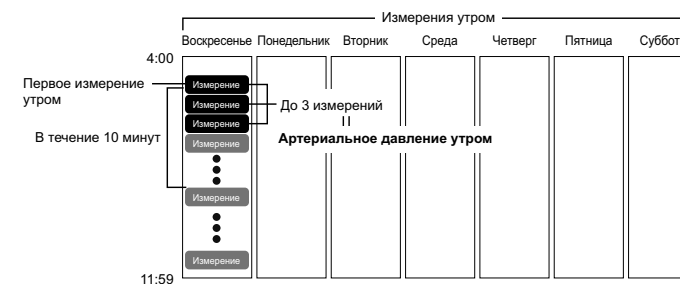 Измерения утром
Воскресенье Понедельник Вторник Среда Четверг Пятница Суббот
4:00
Первое измерение
утром
Измерение
Измерение
До 3 измерений
Измерение
В течение 10 минут
Артериальное давление утром
Измерение
Измерение
Измерение
11:59